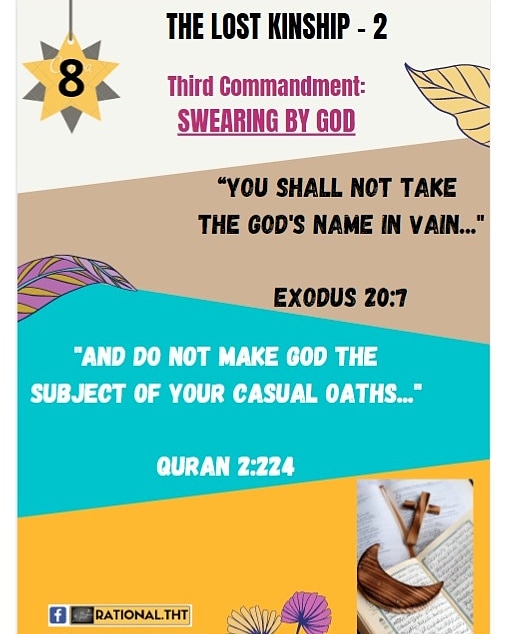 THE LOST KINSHIP - 2
8
Third Commandment:
SWEARING BY GOD
“YOU SHALL NOT TAKE
THE GOD'S NAME IN VAIN..."
EXODUS 20:7
"AND DO NOT MAKE GOD THE
SUBJECT OF YOUR CASUAL OATHS..."
QURAN 2:224
f RATIONAL.THT